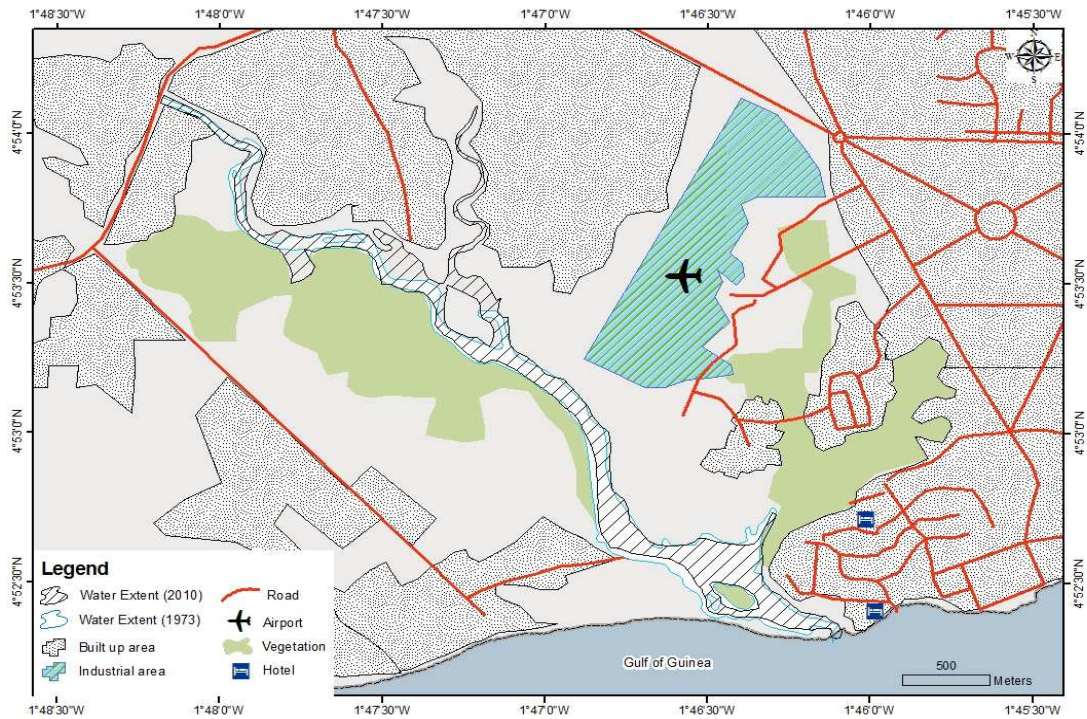 1°48'30"W 1°48'0"W 1°47'30"W 1°47'0"W 1°46'30"W 1°46'0"W 1°45'30"W
N
W E
S
4°54'0"N 4°54'0"N
4°53'30"N 4°53'30"N
4°53'0"N 4°53'0"N
4°52'30"N 4°52'30"N
Legend
Water Extent (2010)
Water Extent (1973)
Built up area
Industrial area
Road
Airport
Vegetation
Hotel
Gulf of Guinea
500
Meters
1°48'30"W 1°48'0"W 1°47'30"W 1°47'0"W 1°46'30"W 1°46'0"W 1°45'30"W